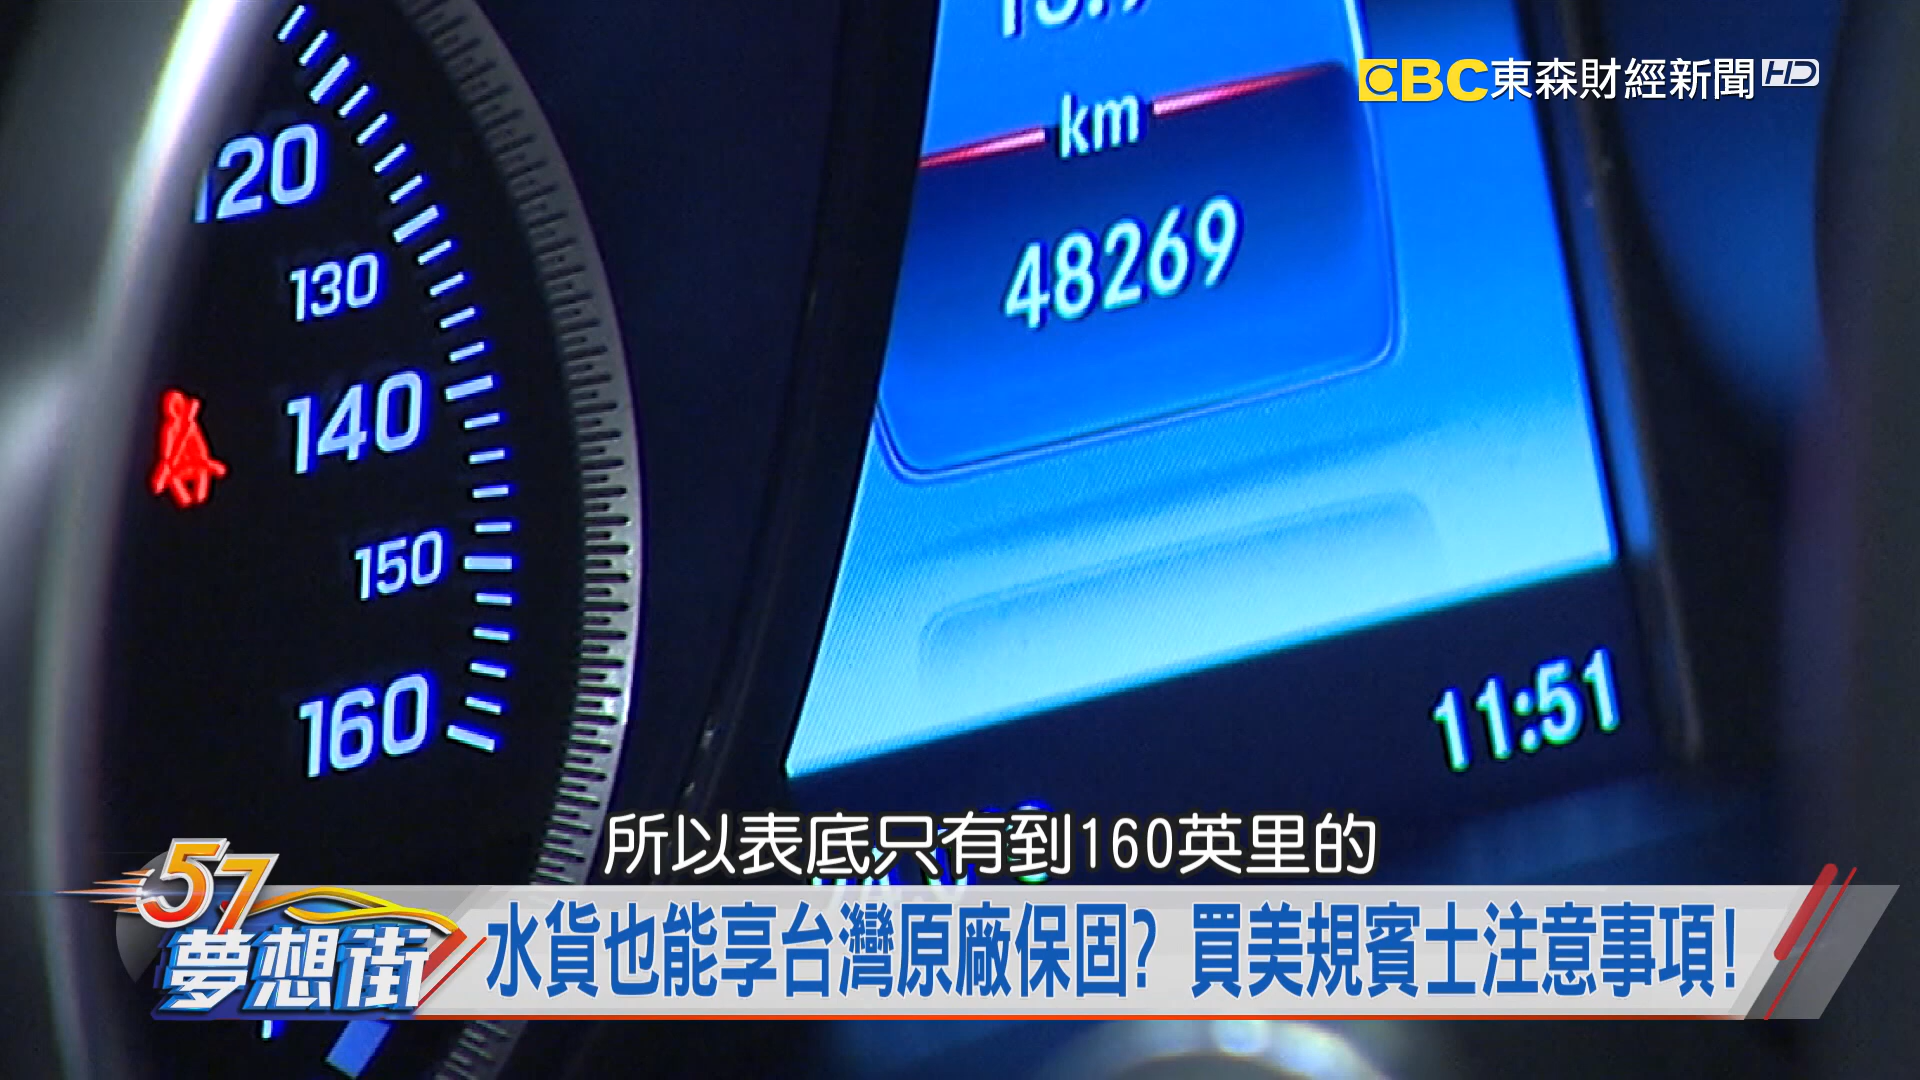 EBC東森財經新聞HD
km
48269
120
130
140
150
160
11:51
所以表底只有到160英里的
57夢想街
水貨也能享台灣原廠保固? 買美規賓士注意事項!